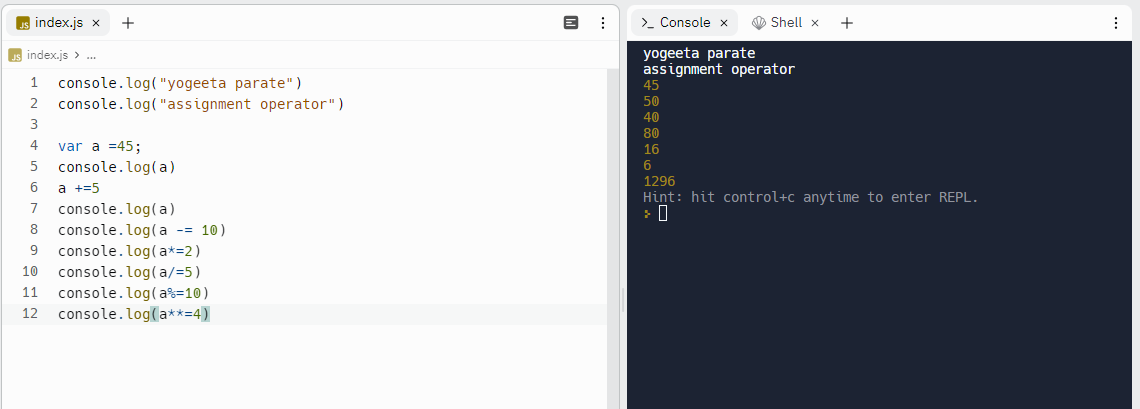 JS index.js × +
JS index.js > ...
1 console.log("yogeeta parate")
2 console.log("assignment operator")
3
4 var a =45;
5 console.log(a)
6 a +=5
7 console.log(a)
8 console.log(a -= 10)
9 console.log(a*=2)
10 console.log(a/=5)
11 console.log(a%=10)
12 console.log(a**=4)
>_ Console × Shell × +
yogeeta parate
assignment operator
45
50
40
80
16
6
1296
Hint: hit control+c anytime to enter REPL.
>